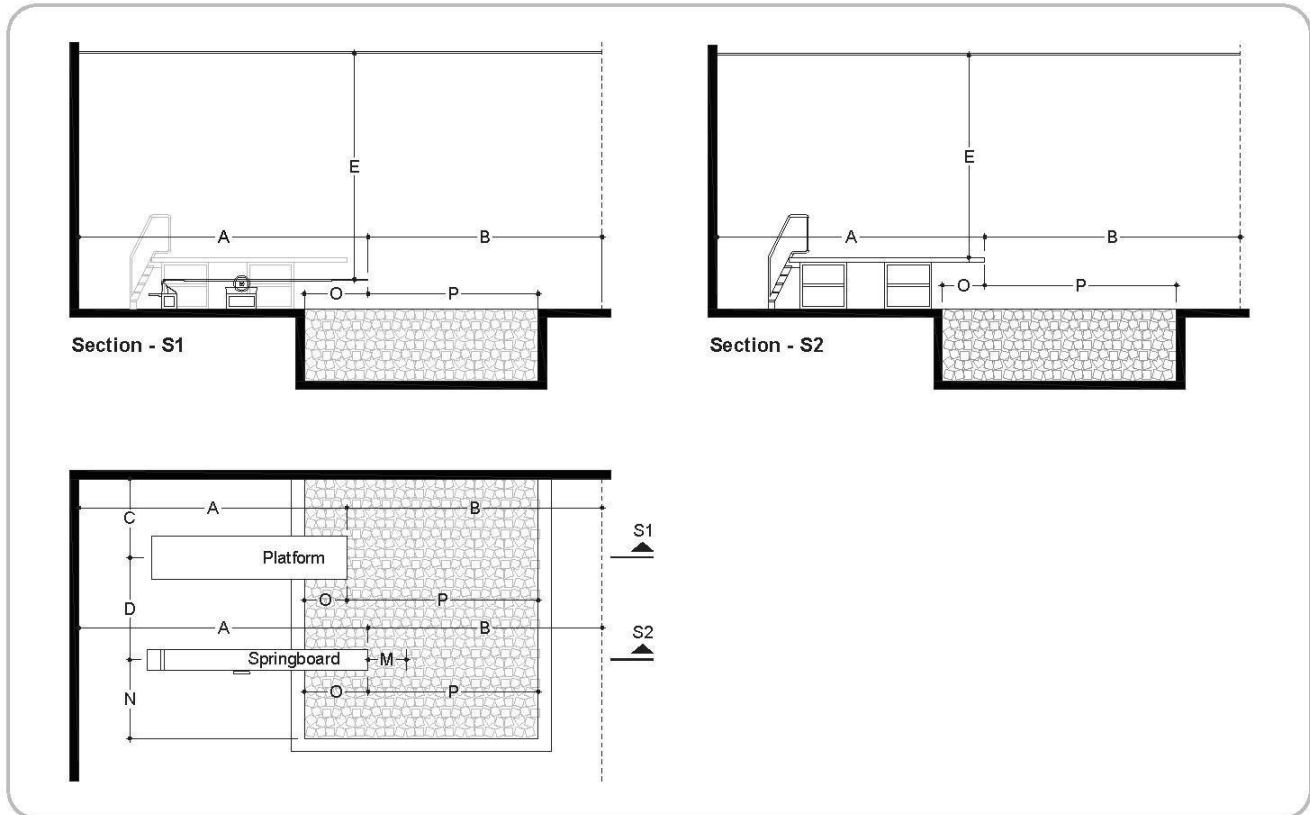 E
A
B
O
P
Section - S1
E
A
B
O
P
Section - S2
A
B
C
S1
Platform
D
O
P
A
B
S2
Springboard
M
N
O
P